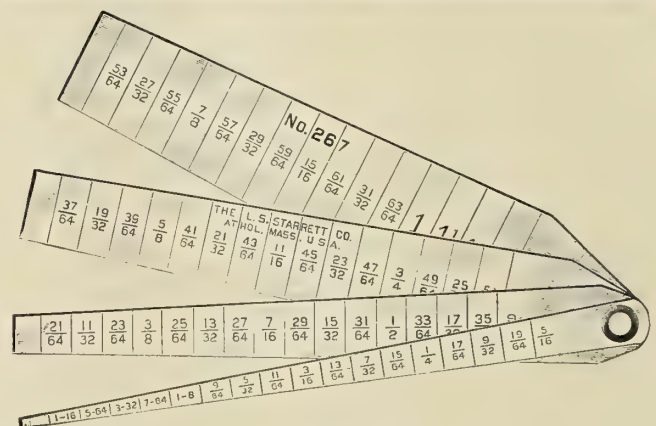 53/64 27/32 55/64 7/8 57/64 29/32 59/64 15/16 61/64 31/32 63/64 1
No. 267
37/64 19/32 39/64 5/8 41/64 21/32 43/64 11/16 45/64 23/32 47/64 3/4 49/64 25
THE L.S. STARRETT CO.
ATHOL, MASS. U.S.A.
21/64 11/32 23/64 3/8 25/64 13/32 27/64 7/16 29/64 15/32 31/64 1/2 33/64 17/32 35
1-16 5-64 3-32 7-64 1-8 9/64 5/32 11/64 3/16 13/64 7/32 15/64 1/4 17/64 9/32 19/64 5/16